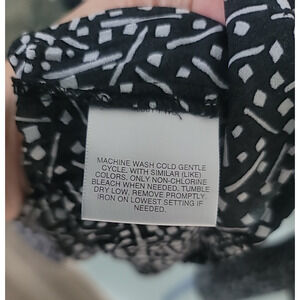 MACHINE WASH COLD GENTLE
CYCLE. WITH SIMILAR (LIKE)
COLORS. ONLY NON-CHLORINE
BLEACH WHEN NEEDED. TUMBLE
DRY LOW. REMOVE PROMPTLY.
IRON ON LOWEST SETTING IF
NEEDED.